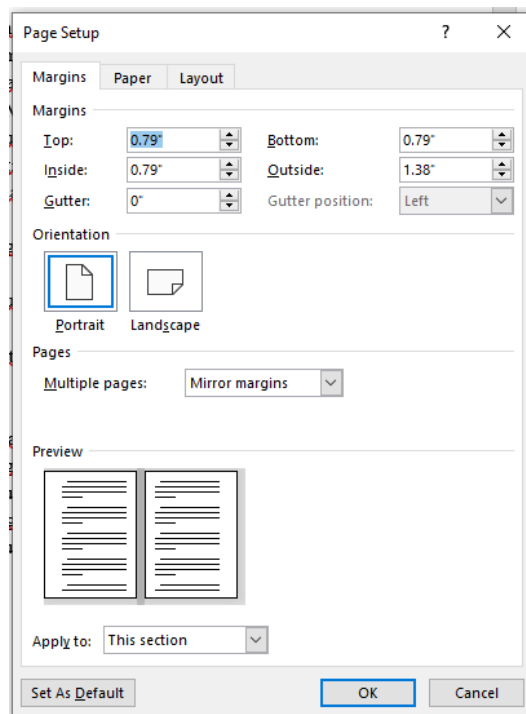 Page Setup ? ×
Margins Paper Layout
Margins
Top: 0.79" Bottom: 0.79"
Inside: 0.79" Outside: 1.38"
Gutter: 0" Gutter position: Left
Orientation
Portrait Landscape
Pages
Multiple pages: Mirror margins
Preview
Apply to: This section
Set As Default OK Cancel